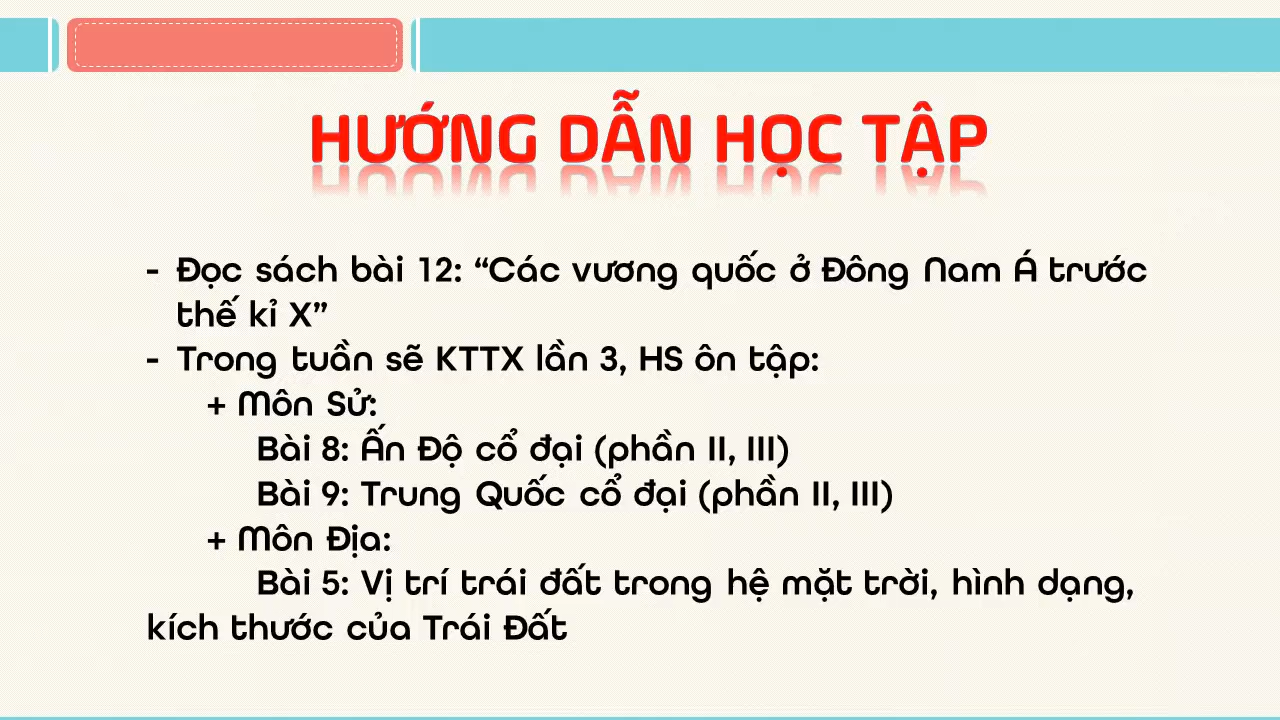 HƯỚNG DẪN HỌC TẬP
- Đọc sách bài 12: “Các vương quốc ở Đông Nam Á trước
thế kỉ X”
- Trong tuần sẽ KTTX lần 3, HS ôn tập:
+ Môn Sử:
Bài 8: Ấn Độ cổ đại (phần II, III)
Bài 9: Trung Quốc cổ đại (phần II, III)
+ Môn Địa:
Bài 5: Vị trí trái đất trong hệ mặt trời, hình dạng,
kích thước của Trái Đất